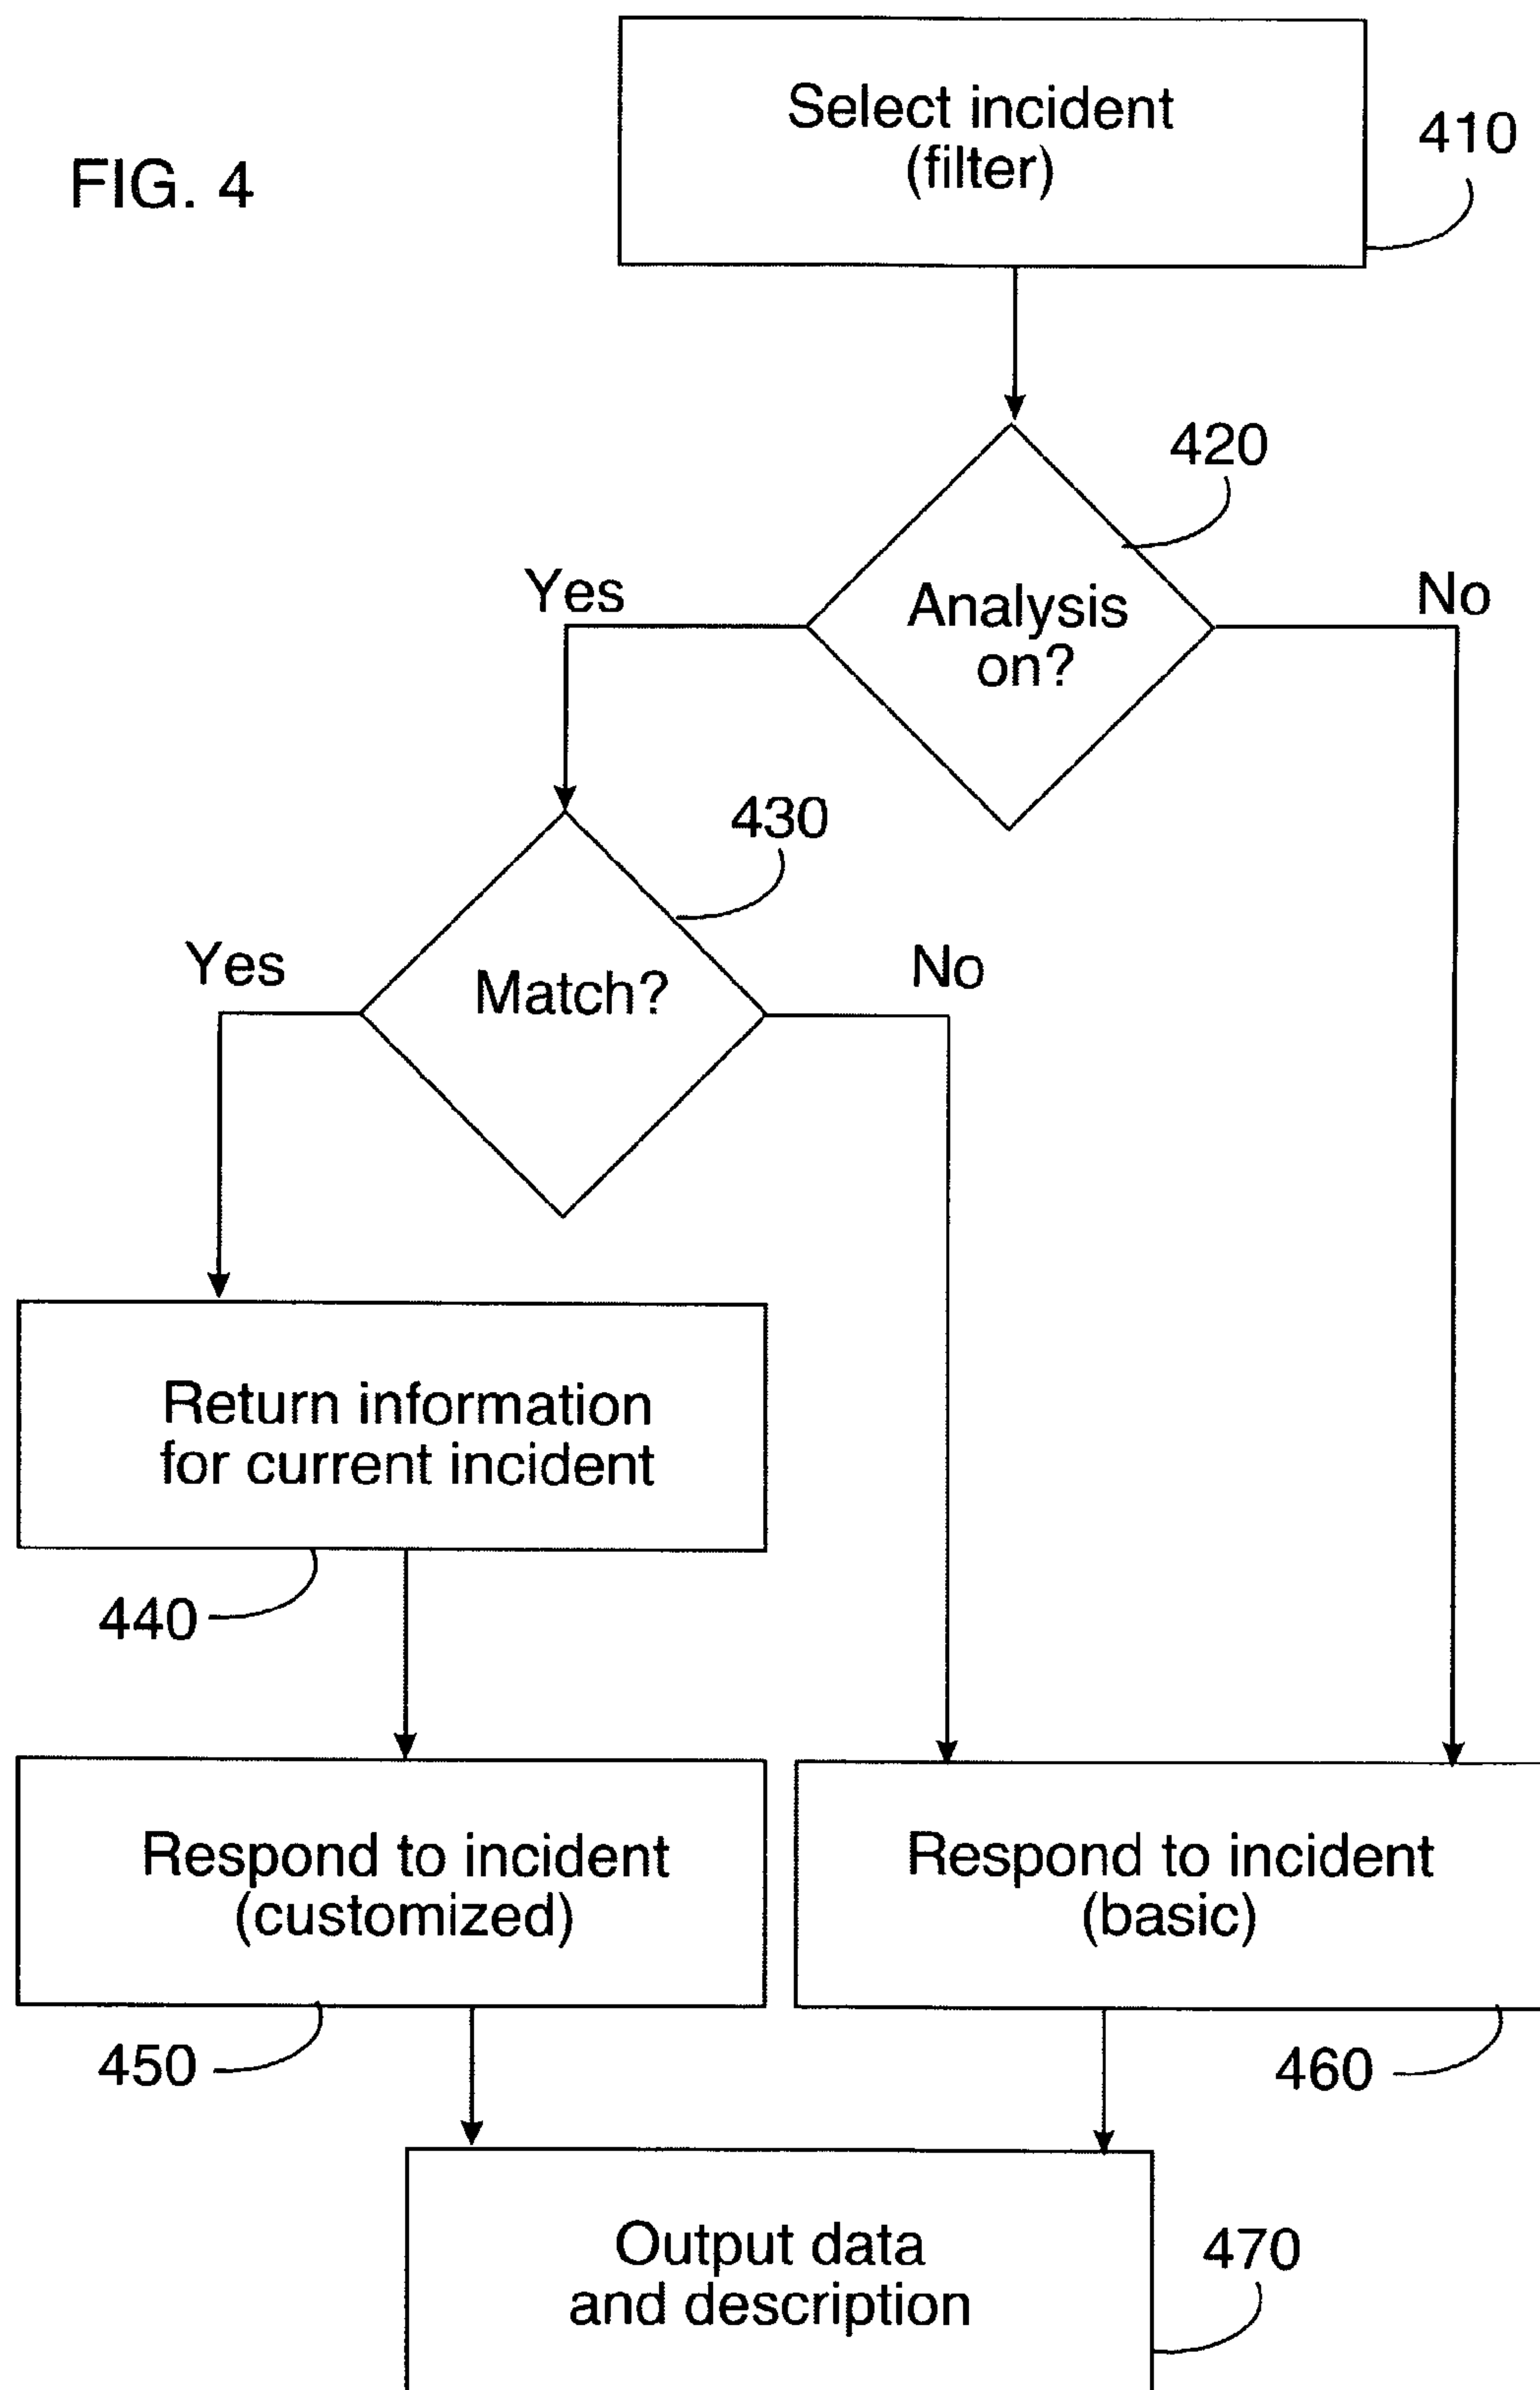 FIG. 4
Select incident
(filter)
410
420
Yes
Analysis
on?
No
430
Yes
Match?
No
Return information
for current incident
440
Respond to incident
(customized)
450
Respond to incident
(basic)
460
Output data
and description
470